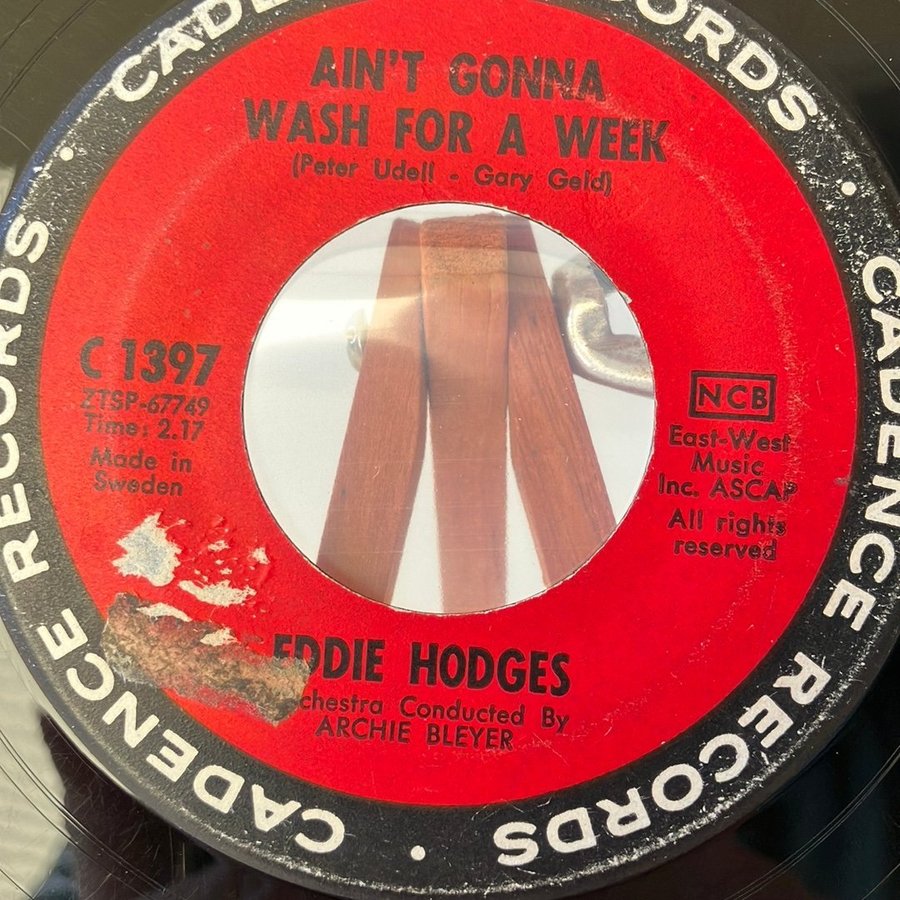 CADENCE RECORDS
CADENCE RECORDS
CADENCE RECORDS
AIN'T GONNA
WASH FOR A WEEK
(Peter Udell - Gary Geld)
C 1397
ZTSP-67749
Time: 2.17
Made in
Sweden
NCB
East-West
Music
Inc. ASCAP
All rights
reserved
EDDIE HODGES
Orchestra Conducted By
ARCHIE BLEYER